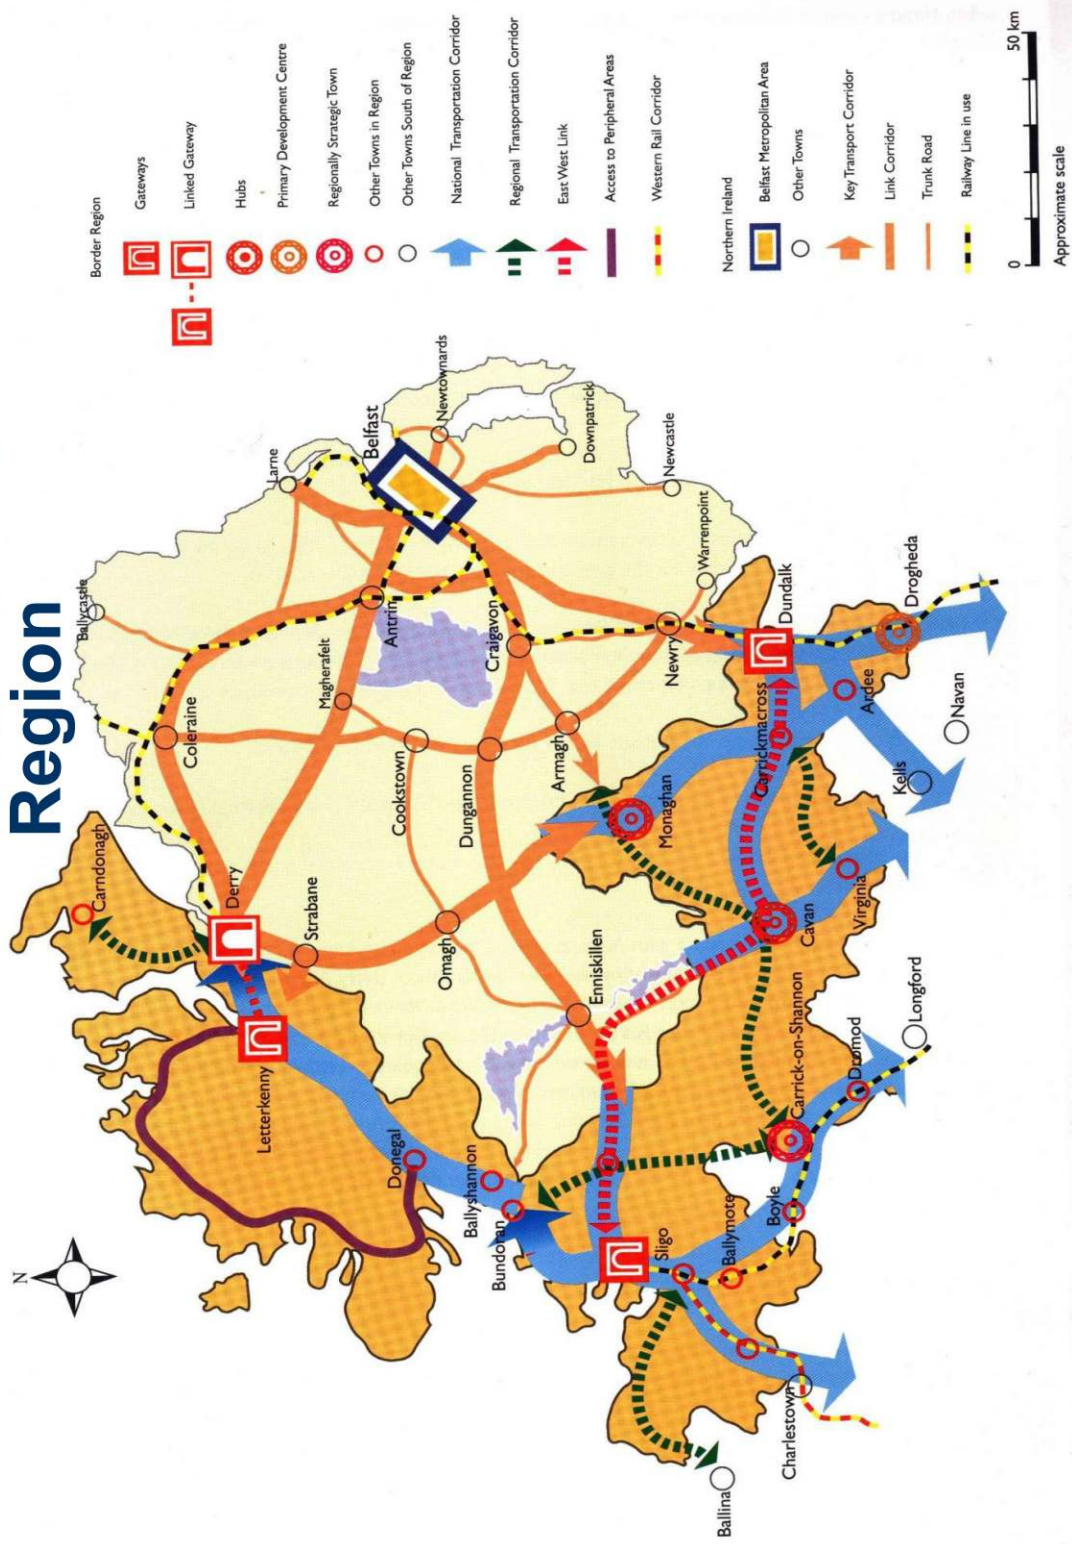 Region
N
Ballycastle
Carndonagh
Coleraine
Larne
Derry
Letterkenny
Strabane
Magherafelt
Antrim
Belfast
Newtownards
Donegal
Omagh
Cookstown
Dungannon
Craigavon
Downpatrick
Ballyshannon
Bundoran
Enniskillen
Armagh
Newry
Newcastle
Warrenpoint
Sligo
Monaghan
Dundalk
Ballymote
Boyle
Carrick-on-Shannon
Cavan
Carrickmacross
Ballina
Charlestown
Dromod
Virginia
Ardee
Drogheda
Longford
Kells
Navan
Border Region
Gateways
Linked Gateway
Hubs
Primary Development Centre
Regionally Strategic Town
Other Towns in Region
Other Towns South of Region
National Transportation Corridor
Regional Transportation Corridor
East West Link
Access to Peripheral Areas
Western Rail Corridor
Northern Ireland
Belfast Metropolitan Area
Other Towns
Key Transport Corridor
Link Corridor
Trunk Road
Railway Line in use
0
50 km
Approximate scale